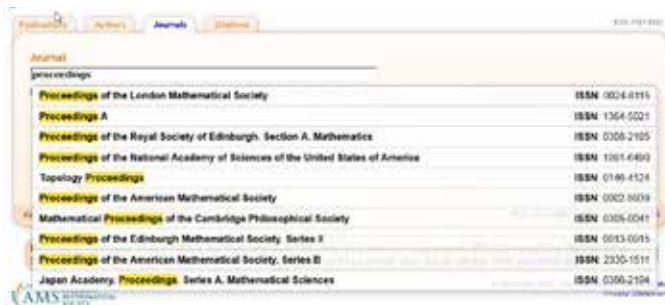 Publications Authors Journals Citations
Journal
proceedings
Proceedings of the London Mathematical Society ISSN 0024-6115
Proceedings A ISSN 1364-5021
Proceedings of the Royal Society of Edinburgh. Section A. Mathematics ISSN 0308-2105
Proceedings of the National Academy of Sciences of the United States of America ISSN 1091-6490
Topology Proceedings ISSN 0146-4124
Proceedings of the American Mathematical Society ISSN 0002-9939
Mathematical Proceedings of the Cambridge Philosophical Society ISSN 0305-0041
Proceedings of the Edinburgh Mathematical Society. Series II ISSN 0013-0915
Proceedings of the American Mathematical Society. Series B ISSN 2330-1511
Japan Academy. Proceedings. Series A. Mathematical Sciences ISSN 0386-2194
AMS